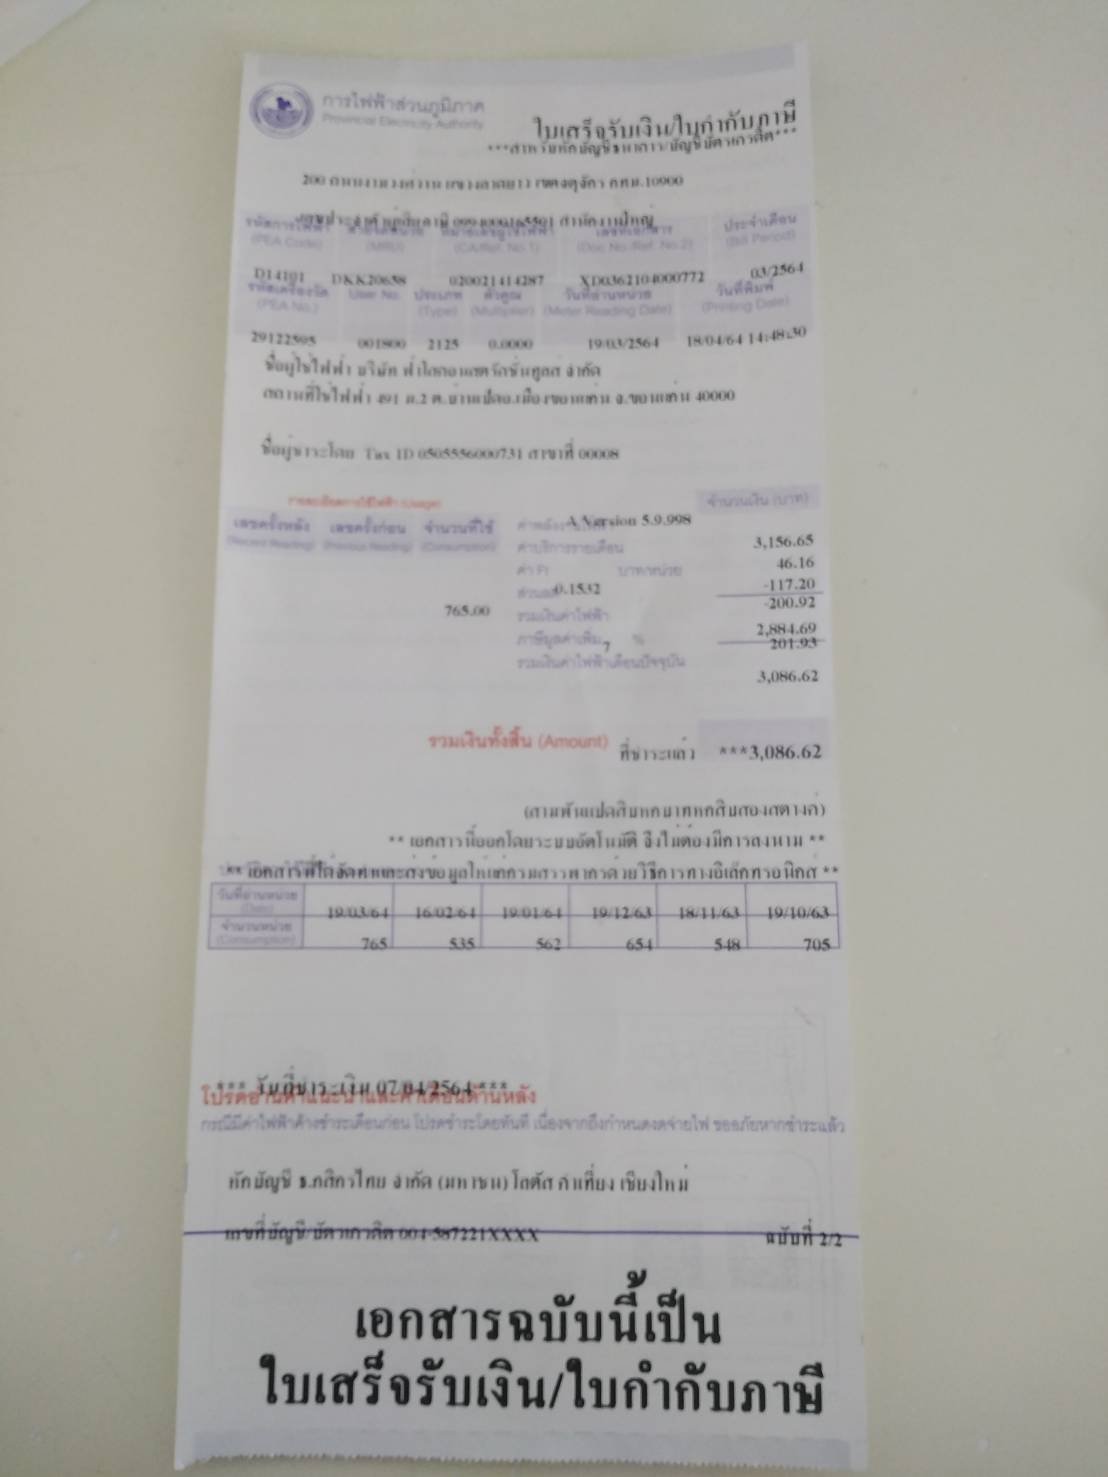 การไฟฟ้าส่วนภูมิภาค
Provincial Electricity Authority
ใบเสร็จรับเงิน/ใบกำกับภาษี
***สำหรับหักบัญชีธนาคาร/บัญชีบัตรเครดิต***
200 ถนนงามวงศ์วาน แขวงลาดยาว เขตจตุจักร กทม.10900
เลขประจำตัวผู้เสียภาษี 0994000165501 สำนักงานใหญ่
รหัสการไฟฟ้า หมายเลขผู้ใช้ไฟฟ้า เลขที่เอกสาร ประจำเดือน
(PEA Code) (MRU) (CA/Ref. No.1) (Doc No./Ref. No.2) (Bill Period)
D14101 DKK20658 020021414287 XD0362104000772 03/2564
รหัสเครื่องวัด User No. ประเภท ตัวคูณ วันที่อ่านหน่วย วันที่พิมพ์
(PEA No.) (Type) (Multiplier) (Meter Reading Date) (Printing Date)
29122595 001800 2125 0.0000 19/03/2564 18/04/64 14:48:30
ชื่อผู้ใช้ไฟฟ้า บริษัท ฟ้าใสคอนสตรัคชั่นทูลส์ จำกัด
สถานที่ใช้ไฟฟ้า 491 ม.2 ต.บ้านเป็ดอ.เมืองขอนแก่น จ.ขอนแก่น 40000
ชื่อผู้ชำระโดย Tax ID 0505556000731 สาขาที่ 00008
รายละเอียดการใช้ไฟฟ้า (Usage) จำนวนเงิน (บาท)
เลขครั้งหลัง เลขครั้งก่อน จำนวนที่ใช้ A Version 5.9.998
(Recent Reading) (Previous Reading) (Consumption)
ค่าบริการรายเดือน 3,156.65
ค่า Ft บาท/หน่วย 46.16
0.1532 -117.20
765.00 -200.92
รวมเงินค่าไฟฟ้า 2,884.69
ภาษีมูลค่าเพิ่ม 7 % 201.93
รวมเงินค่าไฟฟ้าเดือนปัจจุบัน 3,086.62
รวมเงินทั้งสิ้น (Amount) ที่ชำระแล้ว ***3,086.62
(สามพันแปดสิบหกบาทหกสิบสองสตางค์)
** เอกสารนี้ออกโดยระบบอัตโนมัติ จึงไม่ต้องมีการลงนาม **
** เอกสารนี้ได้จัดทำและส่งข้อมูลให้แก่กรมสรรพากรด้วยวิธีการทางอิเล็กทรอนิกส์ **
วันที่อ่านหน่วย (Date) 19/03/64 16/02/64 19/01/64 19/12/63 18/11/63 19/10/63
จำนวนหน่วย (Consumption) 765 535 562 654 548 705
*** วันที่ชำระเงิน 07/04/2564 ***
โปรดอ่านคำแนะนำและคำเตือนด้านหลัง
กรณีมีค่าไฟฟ้าค้างชำระเดือนก่อน โปรดชำระโดยทันที เนื่องจากถึงกำหนดงดจ่ายไฟ ขออภัยหากชำระแล้ว
หักบัญชี ธ.กสิกรไทย จำกัด (มหาชน) โลตัส คำเที่ยง เชียงใหม่
เลขที่บัญชี/บัตรเครดิต 004-587221XXXX ฉบับที่ 2/2
เอกสารฉบับนี้เป็น
ใบเสร็จรับเงิน/ใบกำกับภาษี